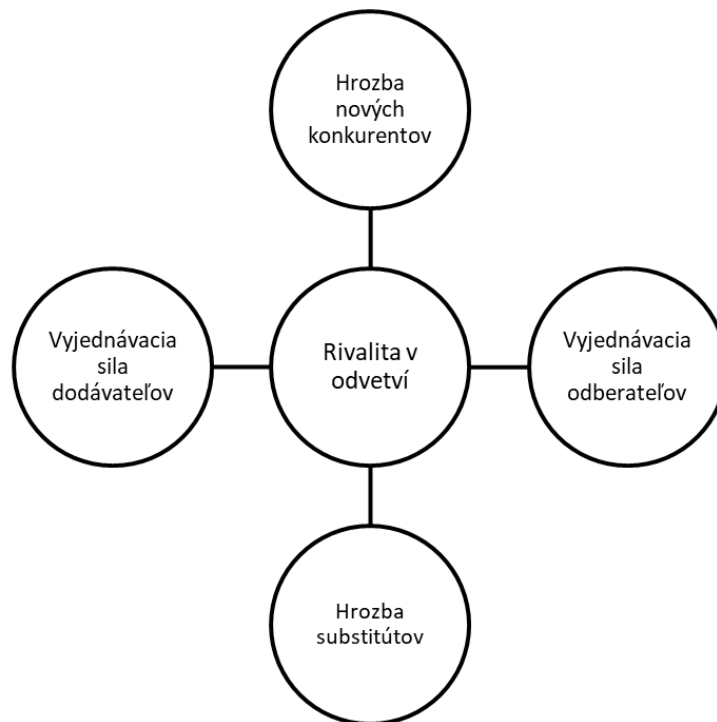 Hrozba
nových
konkurentov
Vyjednávacia
sila
dodávateľov
Rivalita v
odvetví
Vyjednávacia
sila
odberateľov
Hrozba
substitútov